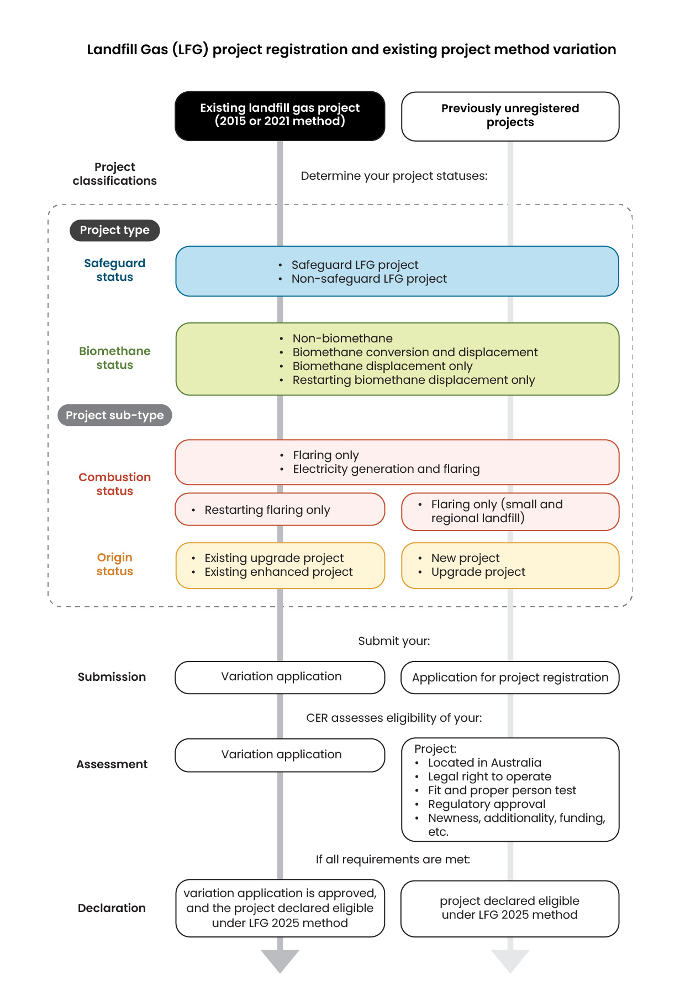 Landfill Gas (LFG) project registration and existing project method variation
Existing landfill gas project
(2015 or 2021 method)
Previously unregistered
projects
Project
classifications
Determine your project statuses:
Project type
Safeguard
status
• Safeguard LFG project
• Non-safeguard LFG project
Biomethane
status
• Non-biomethane
• Biomethane conversion and displacement
• Biomethane displacement only
• Restarting biomethane displacement only
Project sub-type
Combustion
status
• Flaring only
• Electricity generation and flaring
• Restarting flaring only
• Flaring only (small and
regional landfill)
Origin
status
• Existing upgrade project
• Existing enhanced project
• New project
• Upgrade project
Submit your:
Submission
Variation application
Application for project registration
CER assesses eligibility of your:
Assessment
Variation application
Project:
• Located in Australia
• Legal right to operate
• Fit and proper person test
• Regulatory approval
• Newness, additionality, funding,
etc.
If all requirements are met:
Declaration
variation application is approved,
and the project declared eligible
under LFG 2025 method
project declared eligible
under LFG 2025 method